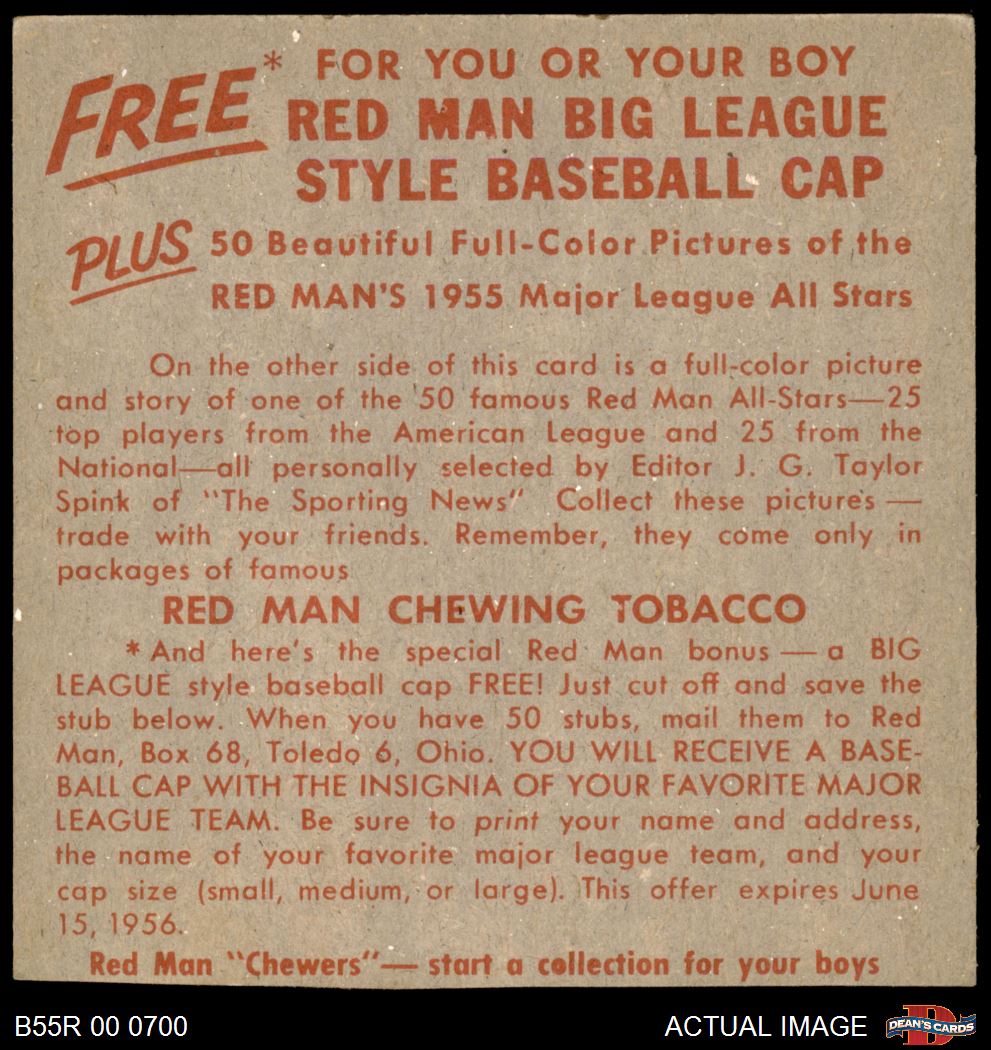 FREE* FOR YOU OR YOUR BOY
RED MAN BIG LEAGUE
STYLE BASEBALL CAP
PLUS 50 Beautiful Full-Color Pictures of the
RED MAN'S 1955 Major League All Stars
On the other side of this card is a full-color picture
and story of one of the 50 famous Red Man All-Stars—25
top players from the American League and 25 from the
National—all personally selected by Editor J. G. Taylor
Spink of "The Sporting News" Collect these pictures —
trade with your friends. Remember, they come only in
packages of famous
RED MAN CHEWING TOBACCO
* And here's the special Red Man bonus — a BIG
LEAGUE style baseball cap FREE! Just cut off and save the
stub below. When you have 50 stubs, mail them to Red
Man, Box 68, Toledo 6, Ohio. YOU WILL RECEIVE A BASE-
BALL CAP WITH THE INSIGNIA OF YOUR FAVORITE MAJOR
LEAGUE TEAM. Be sure to print your name and address,
the name of your favorite major league team, and your
cap size (small, medium, or large). This offer expires June
15, 1956.
Red Man "Chewers"— start a collection for your boys
B55R 00 0700
ACTUAL IMAGE
DEAN'S CARDS